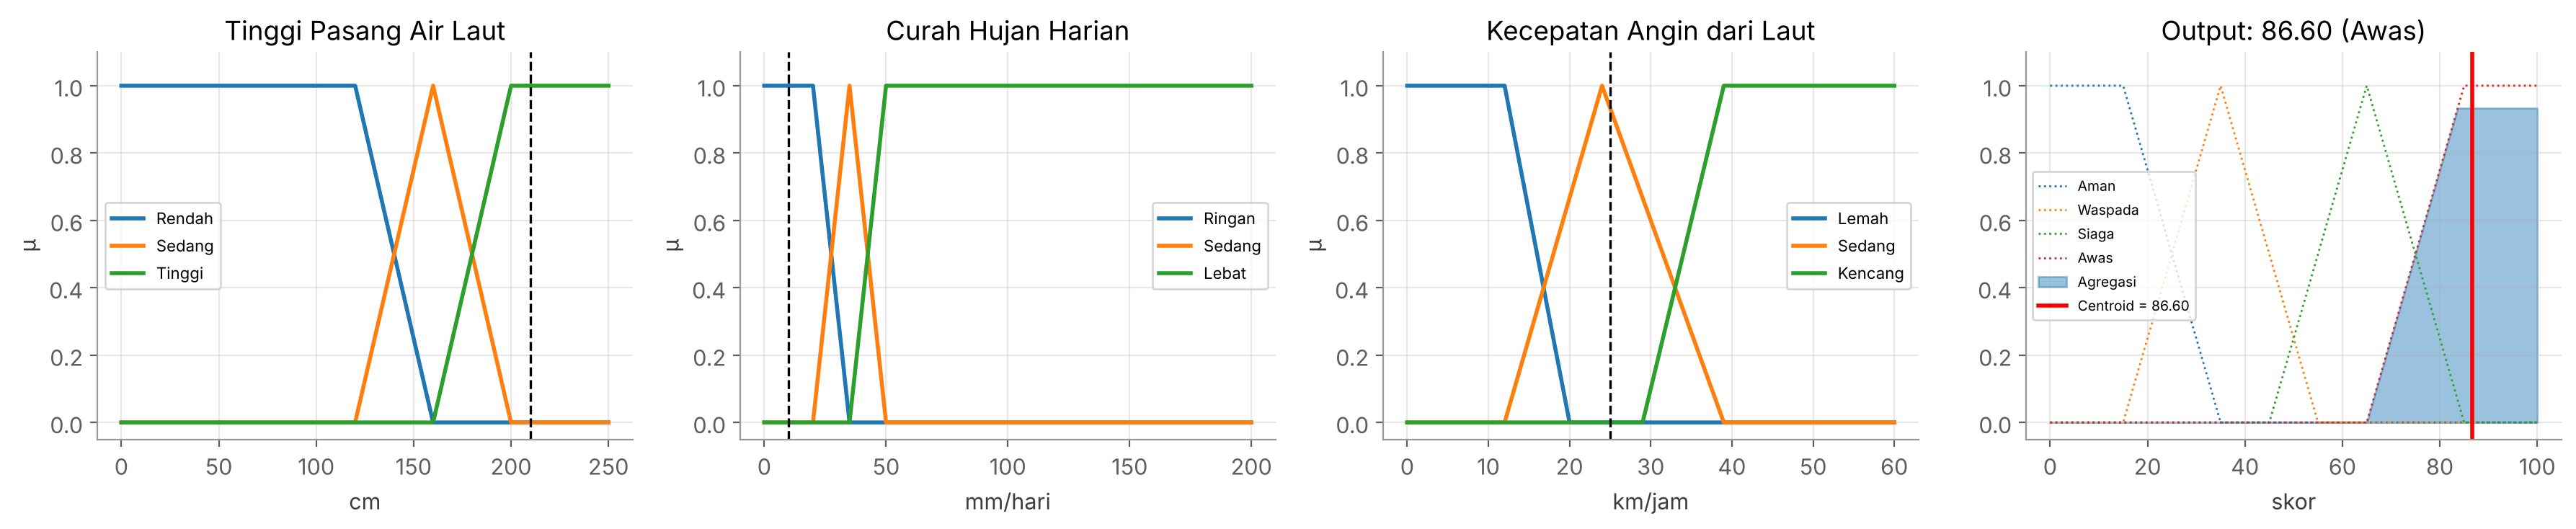 Tinggi Pasang Air Laut
1.0
0.8
0.6
0.4
0.2
0.0
μ
Rendah
Sedang
Tinggi
0 50 100 150 200 250
cm
Curah Hujan Harian
1.0
0.8
0.6
0.4
0.2
0.0
μ
Ringan
Sedang
Lebat
0 50 100 150 200
mm/hari
Kecepatan Angin dari Laut
1.0
0.8
0.6
0.4
0.2
0.0
μ
Lemah
Sedang
Kencang
0 10 20 30 40 50 60
km/jam
Output: 86.60 (Awas)
1.0
0.8
0.6
0.4
0.2
0.0
Aman
Waspada
Siaga
Awas
Agregasi
Centroid = 86.60
0 20 40 60 80 100
skor